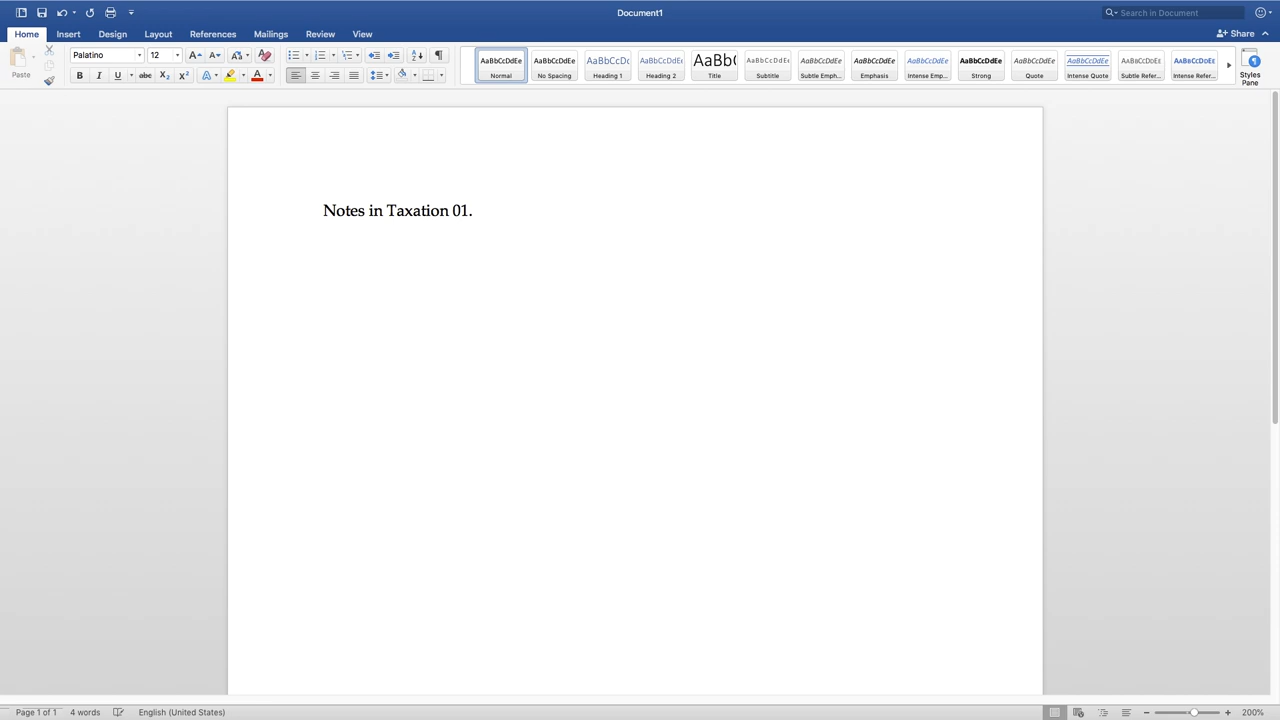 Document1
Search in Document
Home Insert Design Layout References Mailings Review View
Share
Paste
Palatino 12
B I U abc X₂ X² A A
AaBbCcDdEe AaBbCcDdEe AaBbCcDc AaBbCcDdEe AaBb( AaBbCcDdEe AaBbCcDdEe AaBbCcDdEe AaBbCcDdEe AaBbCcDdEe AaBbCcDdEe AaBbCcDdEe AaBbCcDdEe AaBbCcDdEe
Normal No Spacing Heading 1 Heading 2 Title Subtitle Subtle Emph... Emphasis Intense Emp... Strong Quote Intense Quote Subtle Refer... Intense Refer...
Styles
Pane
Notes in Taxation 01.
Page 1 of 1 4 words English (United States) 200%